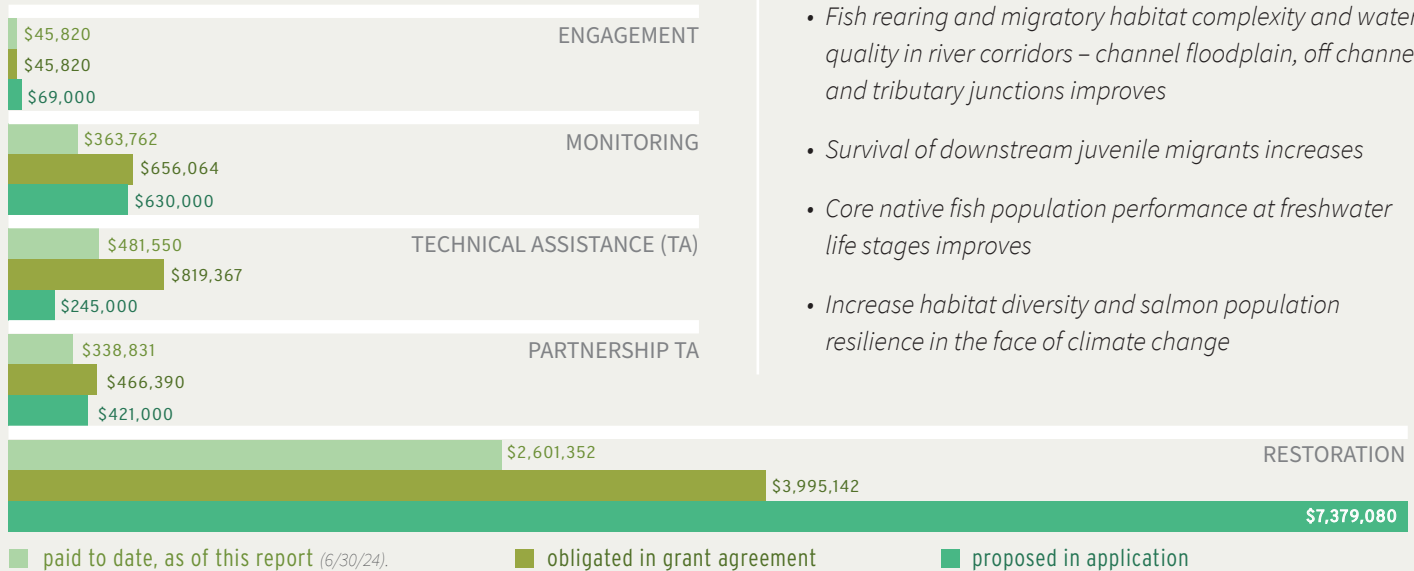 $45,820
ENGAGEMENT
$45,820
$69,000
$363,762
MONITORING
$656,064
$630,000
$481,550
TECHNICAL ASSISTANCE (TA)
$819,367
$245,000
$338,831
PARTNERSHIP TA
$466,390
$421,000
$2,601,352
RESTORATION
$3,995,142
$7,379,080
paid to date, as of this report (6/30/24).
obligated in grant agreement
proposed in application
• Fish rearing and migratory habitat complexity and water
quality in river corridors – channel floodplain, off channe
and tributary junctions improves
• Survival of downstream juvenile migrants increases
• Core native fish population performance at freshwater
life stages improves
• Increase habitat diversity and salmon population
resilience in the face of climate change